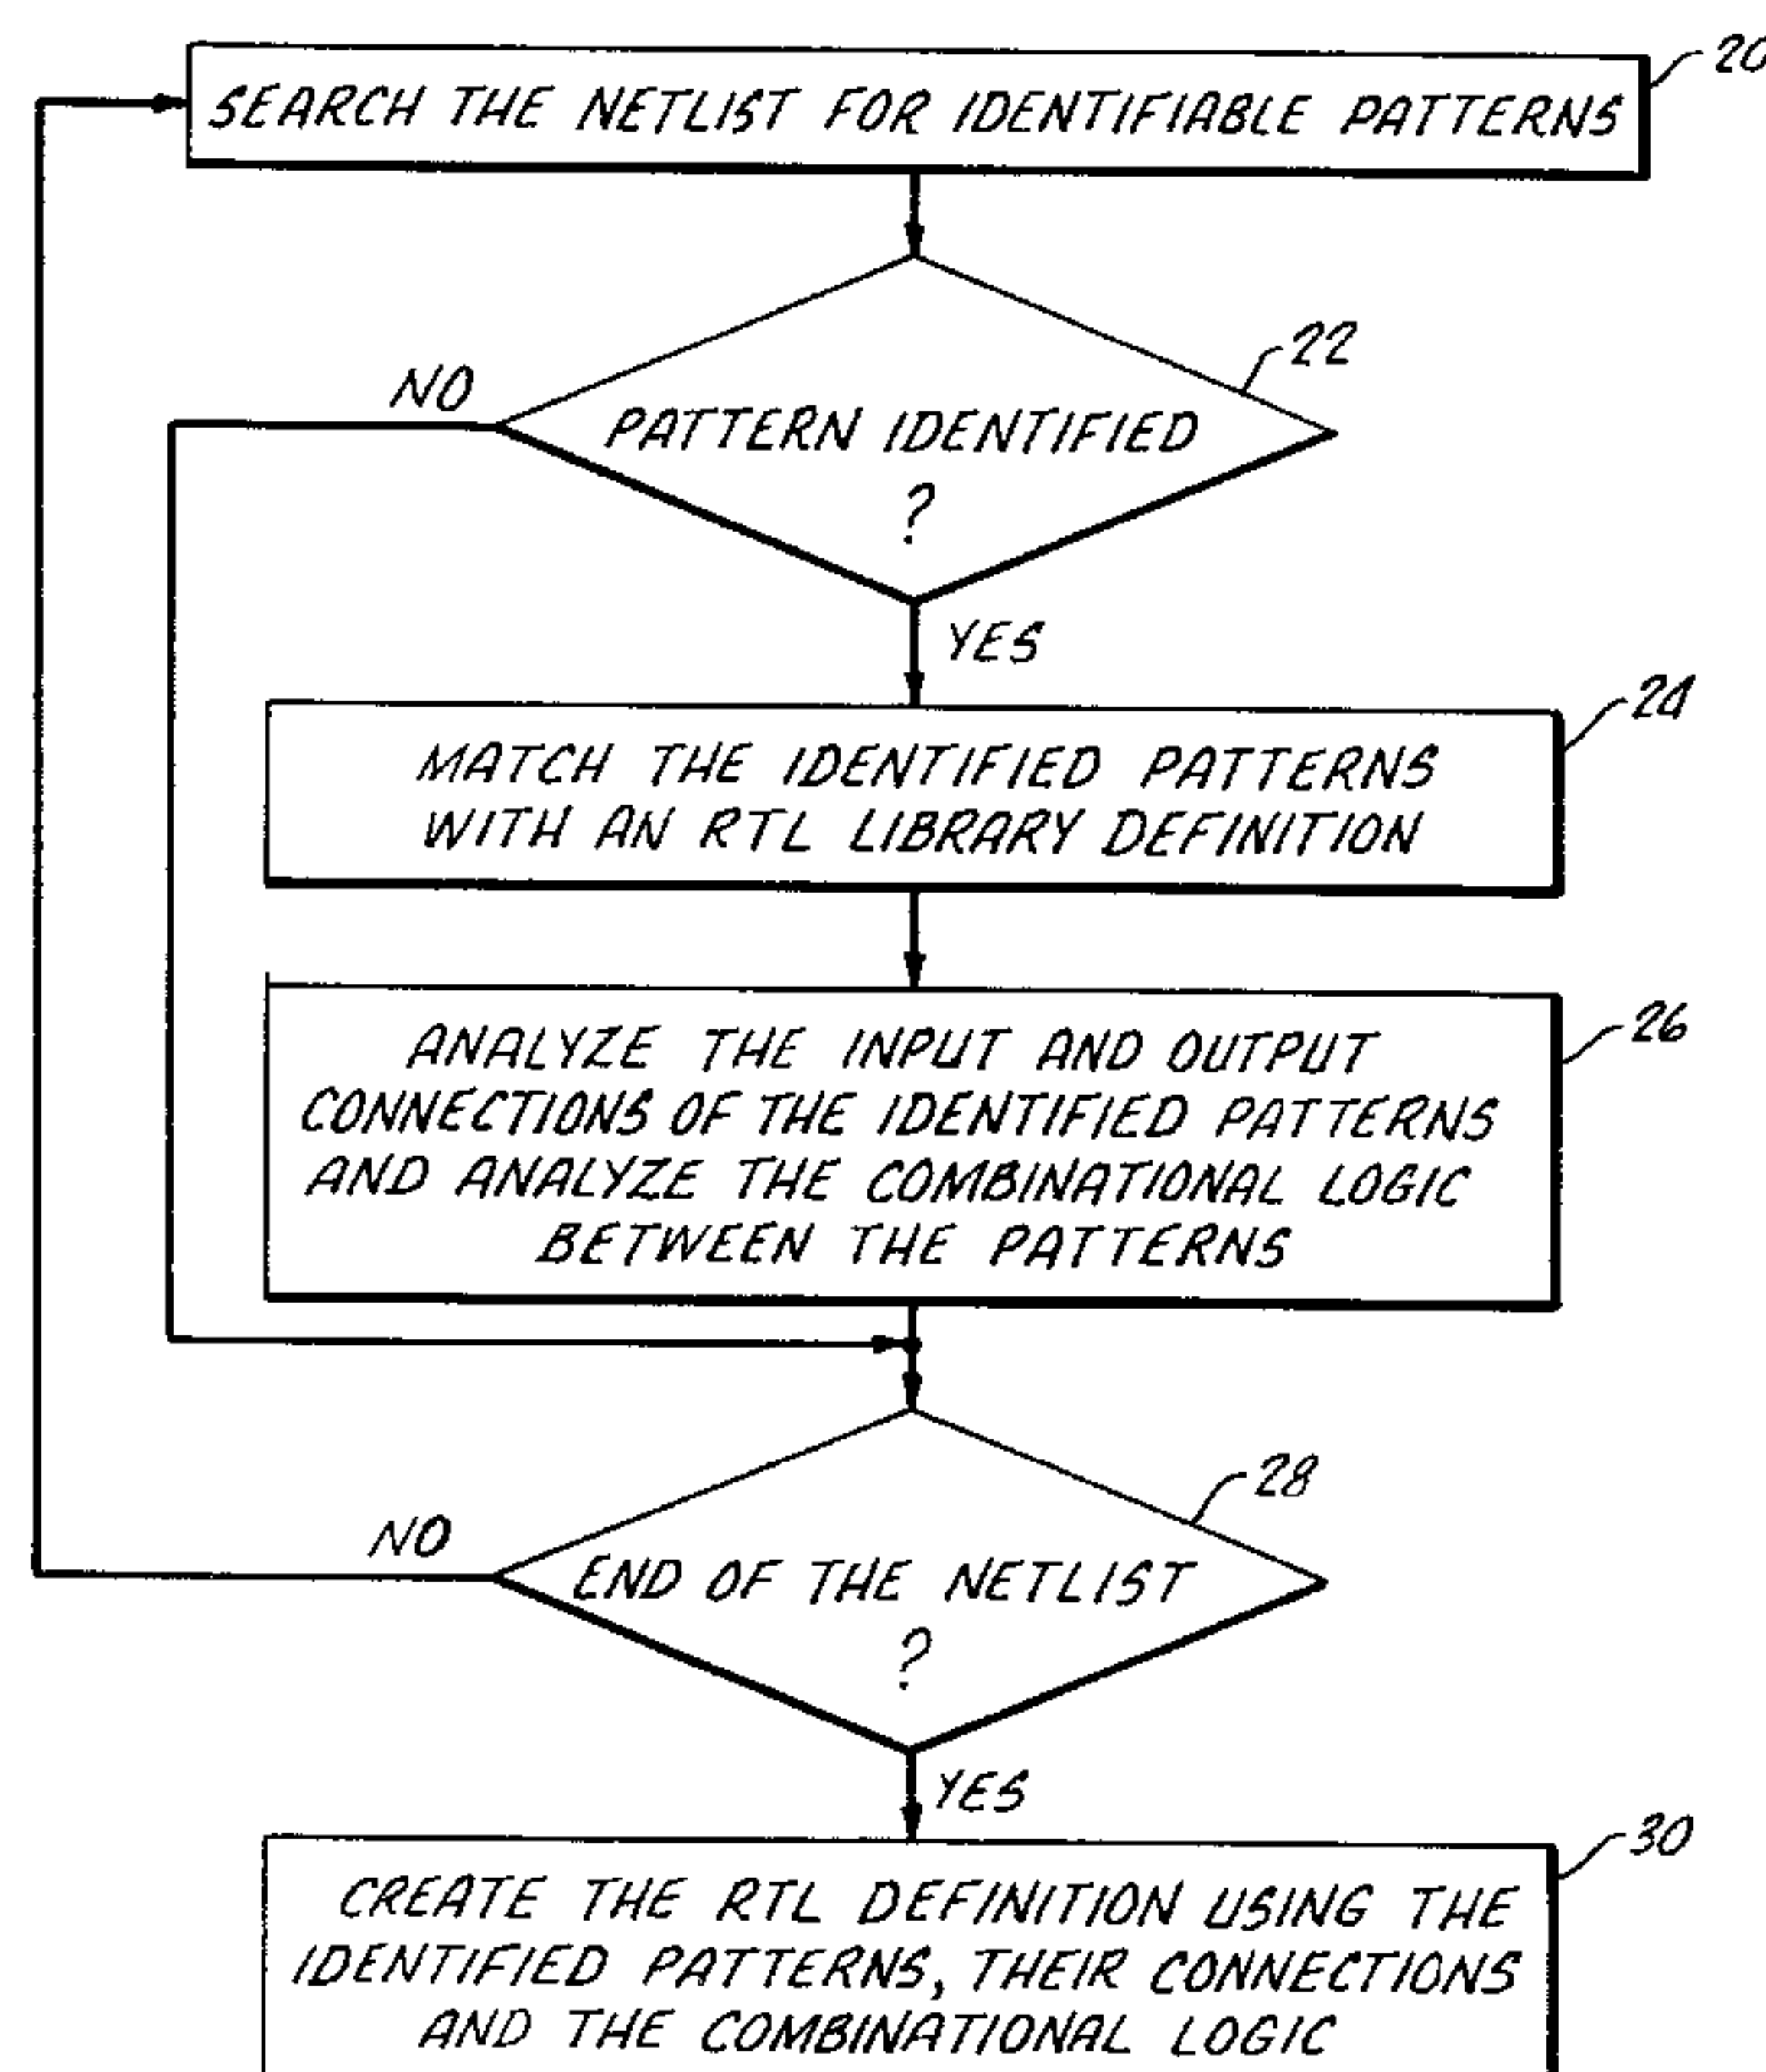 20
SEARCH THE NETLIST FOR IDENTIFIABLE PATTERNS
22
NO
PATTERN IDENTIFIED
?
YES
24
MATCH THE IDENTIFIED PATTERNS
WITH AN RTL LIBRARY DEFINITION
26
ANALYZE THE INPUT AND OUTPUT
CONNECTIONS OF THE IDENTIFIED PATTERNS
AND ANALYZE THE COMBINATIONAL LOGIC
BETWEEN THE PATTERNS
28
NO
END OF THE NETLIST
?
YES
30
CREATE THE RTL DEFINITION USING THE
IDENTIFIED PATTERNS, THEIR CONNECTIONS
AND THE COMBINATIONAL LOGIC